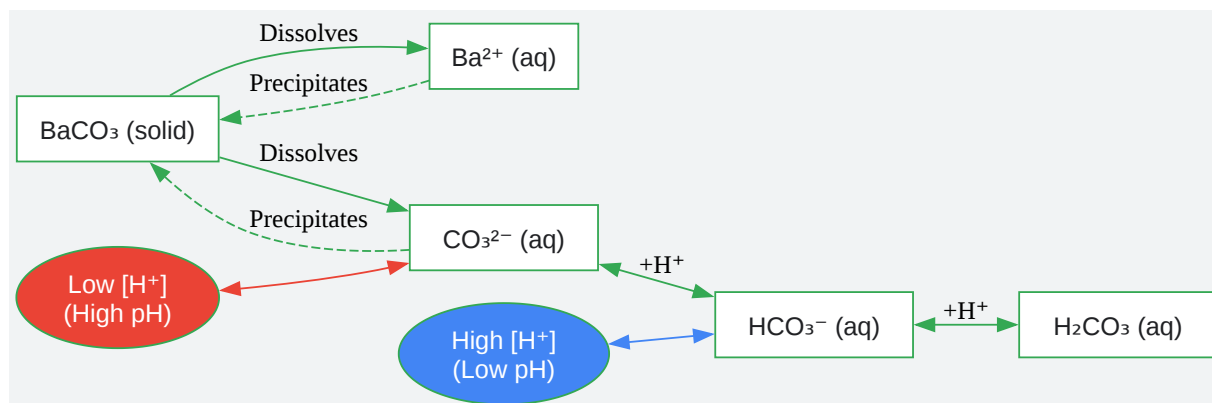 Dissolves
Ba²⁺ (aq)
Precipitates
BaCO₃ (solid)
Dissolves
Precipitates
CO₃²⁻ (aq)
Low [H⁺]
(High pH)
+H⁺
High [H⁺]
(Low pH)
HCO₃⁻ (aq)
+H⁺
H₂CO₃ (aq)